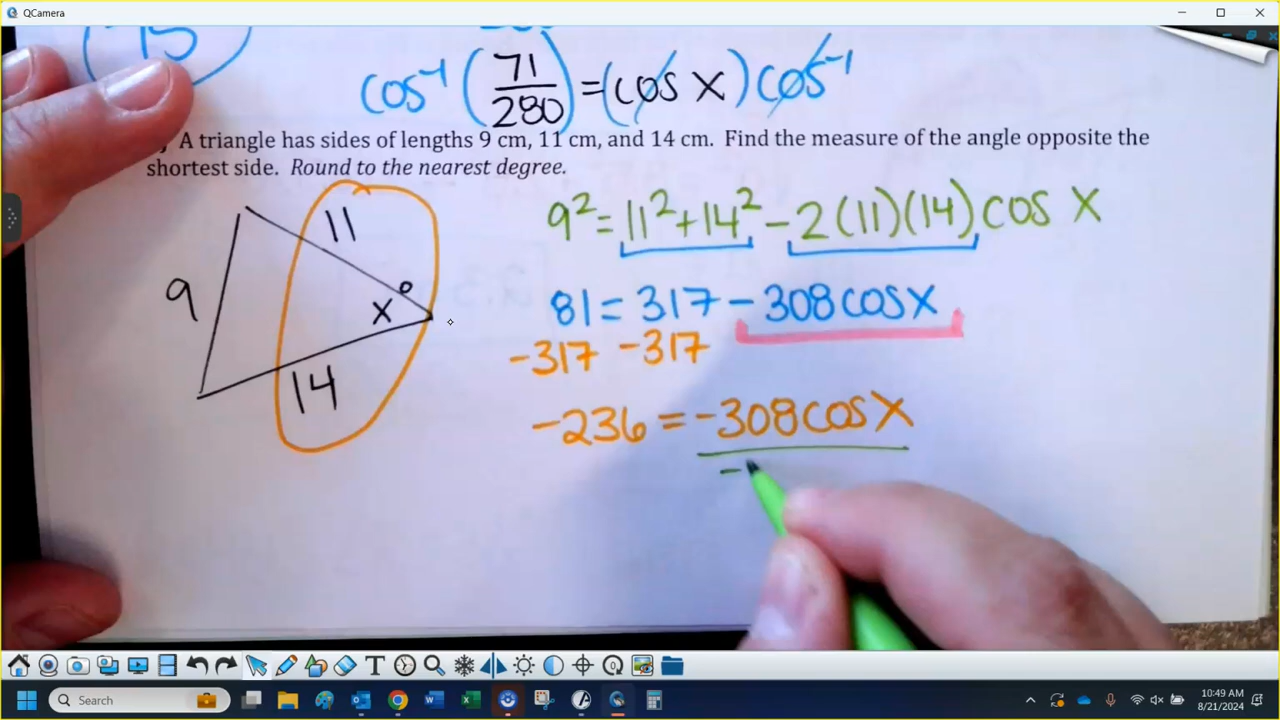 QCamera
75
cos⁻¹ (71/280) = (cos x) cos⁻¹
A triangle has sides of lengths 9 cm, 11 cm, and 14 cm. Find the measure of the angle opposite the
shortest side. Round to the nearest degree.
11
9
x°
14
9² = 11² + 14² - 2(11)(14) cos x
81 = 317 - 308 cos x
-317 -317
-236 = -308 cos x
-
T
Search
10:49 AM
8/21/2024